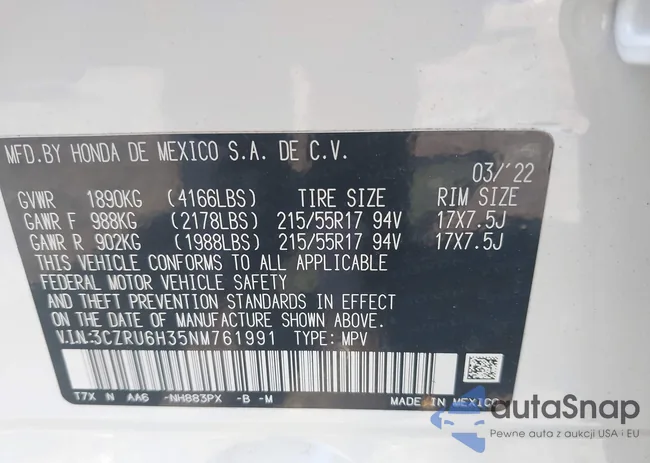 MFD.BY HONDA DE MEXICO S.A. DE C.V.
03/'22
GVWR 1890KG (4166LBS) TIRE SIZE RIM SIZE
GAWR F 988KG (2178LBS) 215/55R17 94V 17X7.5J
GAWR R 902KG (1988LBS) 215/55R17 94V 17X7.5J
THIS VEHICLE CONFORMS TO ALL APPLICABLE
FEDERAL MOTOR VEHICLE SAFETY
AND THEFT PREVENTION STANDARDS IN EFFECT
ON THE DATE OF MANUFACTURE SHOWN ABOVE.
V.I.N.:3CZRU6H35NM761991 TYPE: MPV
T7X N AA6 -NH883PX -B -M MADE IN MEXICO
autaSnap
Pewne auta z aukcji USA i EU